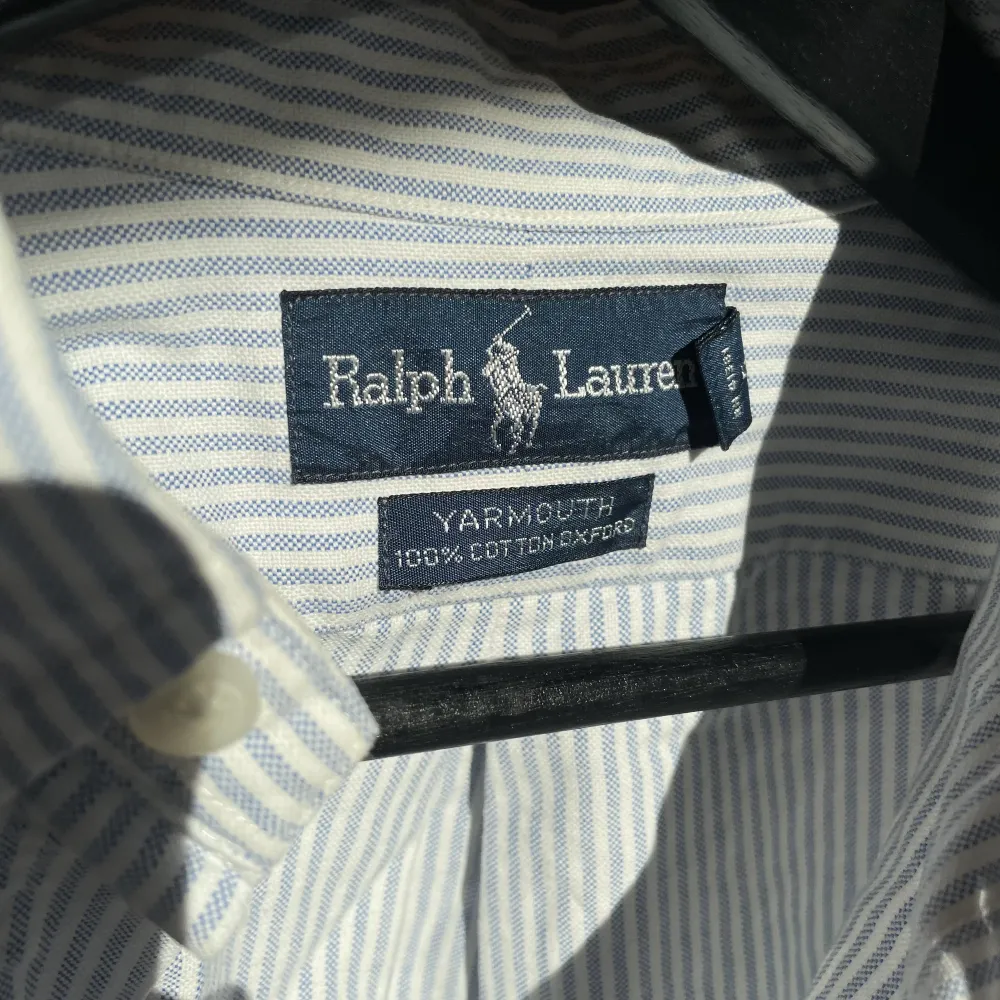 Ralph Lauren
YARMOUTH
100% COTTON OXFORD